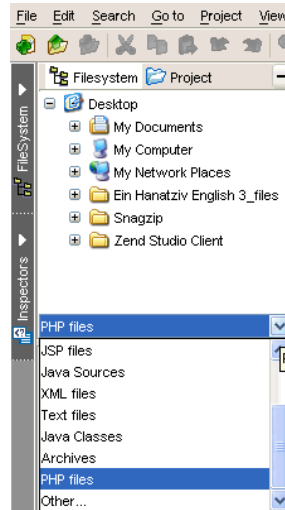 File Edit Search Go to Project View
Filesystem Project
FileSystem
Desktop
My Documents
My Computer
My Network Places
Ein Hanatziv English 3_files
Snagzip
Zend Studio Client
Inspectors
PHP files
JSP files
Java Sources
XML files
Text files
Java Classes
Archives
PHP files
Other...